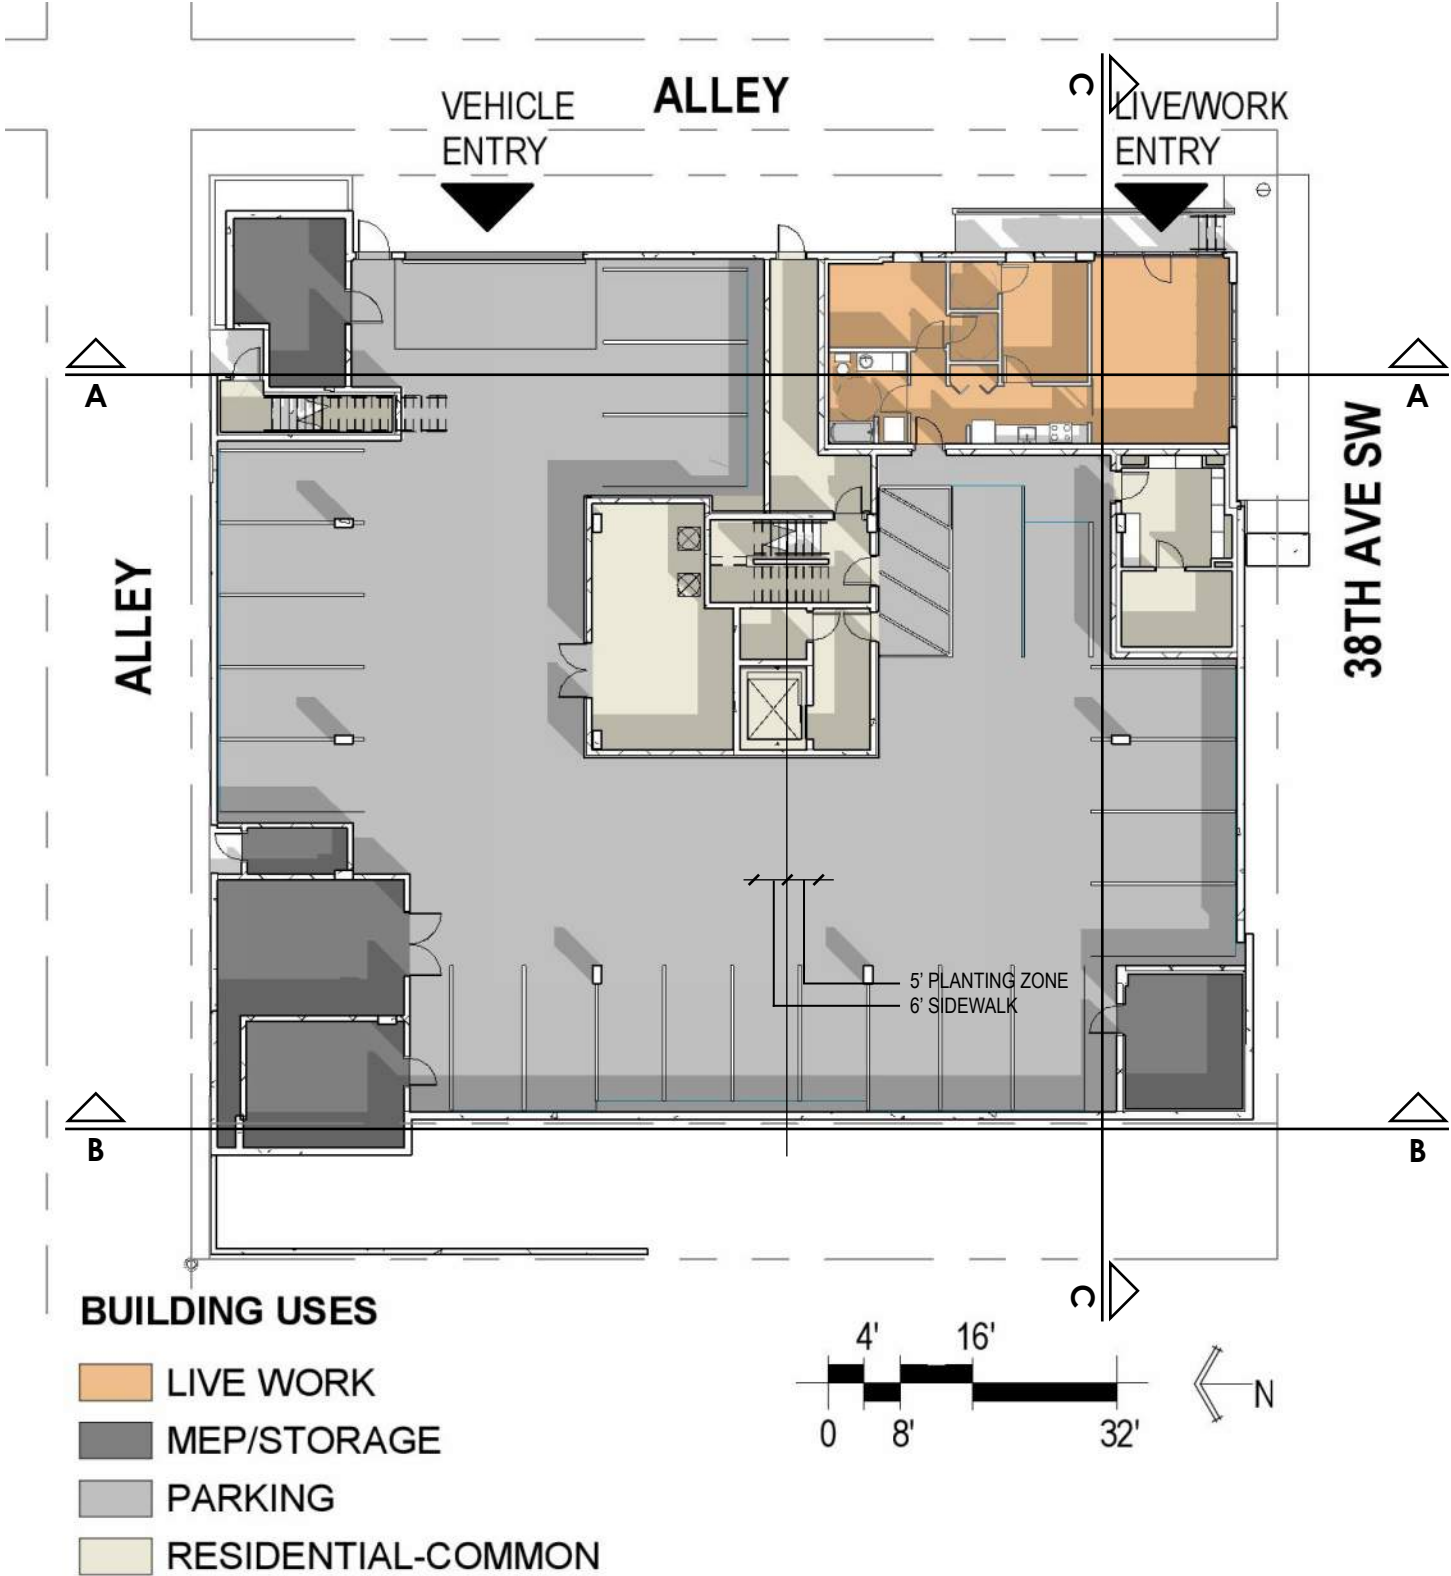 ALLEY
C
VEHICLE
ENTRY
LIVE/WORK
ENTRY
A
A
38TH AVE SW
ALLEY
5' PLANTING ZONE
6' SIDEWALK
B
B
C
BUILDING USES
LIVE WORK
MEP/STORAGE
PARKING
RESIDENTIAL-COMMON
4' 16'
0 8' 32'
N